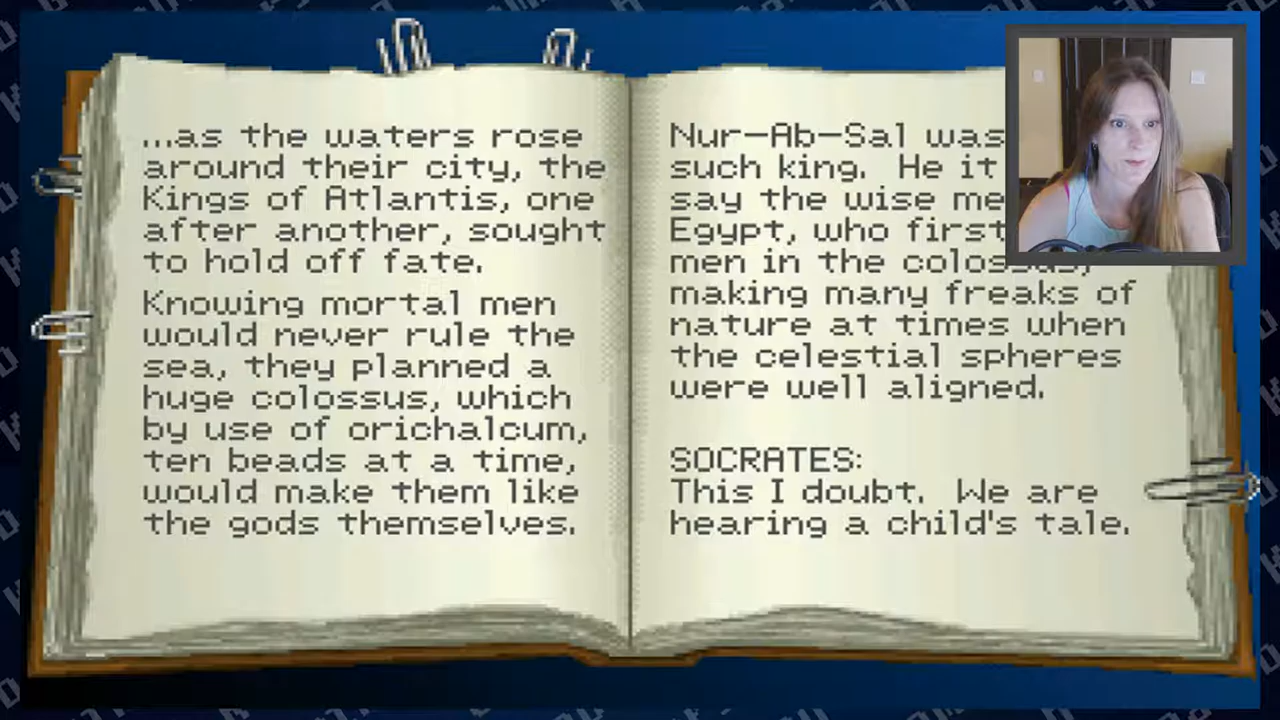 ...as the waters rose
around their city, the
Kings of Atlantis, one
after another, sought
to hold off fate.
Knowing mortal men
would never rule the
sea, they planned a
huge colossus, which
by use of orichalcum,
ten beads at a time,
would make them like
the gods themselves.
Nur-Ab-Sal was
such king.  He it
say the wise
Egypt, who first
men in the colossus,
making many freaks of
nature at times when
the celestial spheres
were well aligned.
SOCRATES:
This I doubt.  We are
hearing a child's tale.